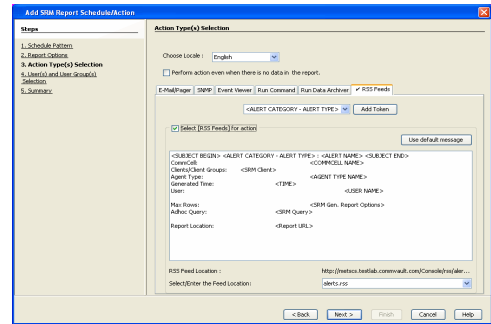 Add SRM Report Schedule/Action
Steps
1. Schedule Pattern
2. Report Options
3. Action Type(s) Selection
4. User(s) and User Group(s)
Selection
5. Summary
Action Type(s) Selection
Choose Locale : English
Perform action even when there is no data in the report.
E-Mail/Pager SNMP Event Viewer Run Command Run Data Archiver ✔ RSS Feeds
<ALERT CATEGORY - ALERT TYPE> Add Token
Select [RSS Feeds] for action
Use default message
<SUBJECT BEGIN> <ALERT CATEGORY - ALERT TYPE> : <ALERT NAME> <SUBJECT END>
CommCell: <COMMCELL NAME>
Clients/Client Groups: <SRM Client>
Agent Type: <AGENT TYPE NAME>
Generated Time: <TIME>
User: <USER NAME>
Max Rows: <SRM Gen. Report Options>
Adhoc Query: <SRM Query>
Report Location: <Report URL>
RSS Feed Location : http://metscs.testlab.commvault.com/Console/rss/aler...
Select/Enter the Feed Location: alerts.rss
< Back Next > Finish Cancel Help